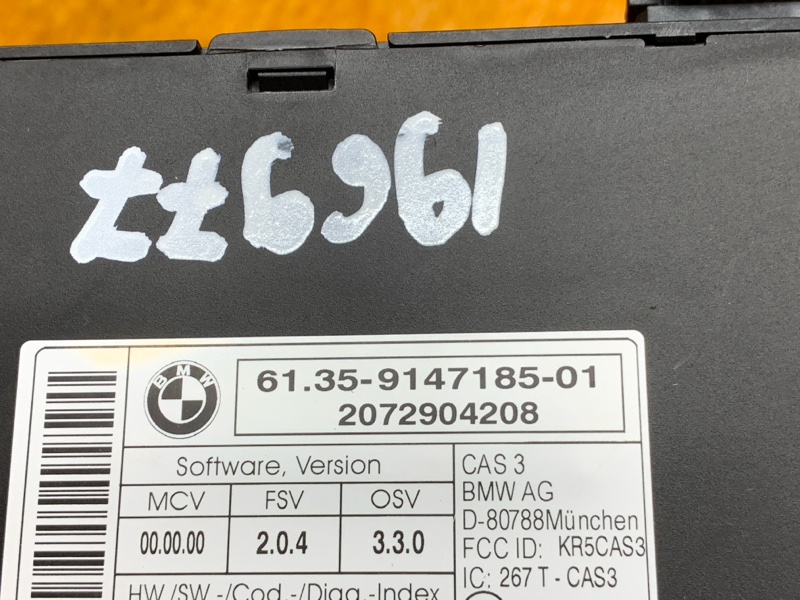 196977
BMW
61.35-9147185-01
2072904208
Software, Version
MCV FSV OSV
00.00.00 2.0.4 3.3.0
HW-/SW-/Cod.-/Diag.-Index
CAS 3
BMW AG
D-80788München
FCC ID: KR5CAS3
IC: 267 T - CAS3